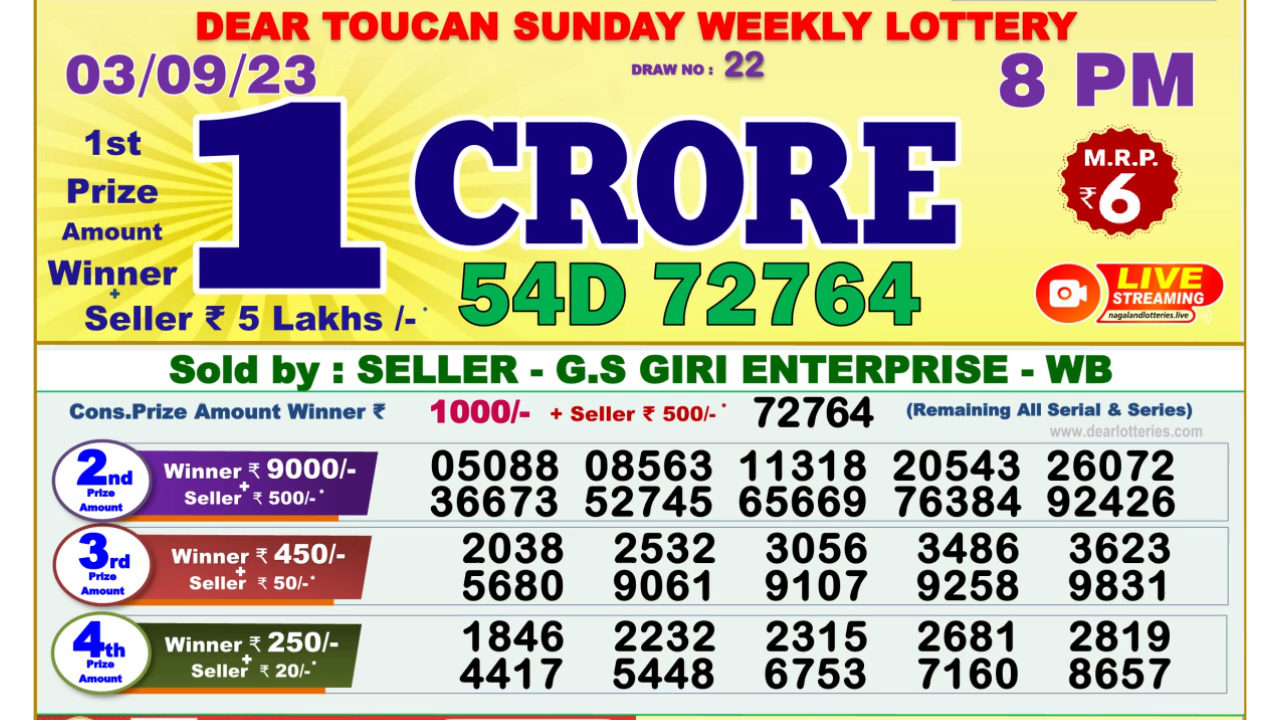 DEAR TOUCAN SUNDAY WEEKLY LOTTERY
03/09/23
DRAW NO : 22
8 PM
1st
Prize
Amount
Winner
+
Seller ₹ 5 Lakhs /-*
1 CRORE
54D 72764
M.R.P.
₹6
LIVE
STREAMING
nagalandlotteries.live
Sold by : SELLER - G.S GIRI ENTERPRISE - WB
Cons.Prize Amount Winner ₹ 1000/- + Seller ₹ 500/-* 72764 (Remaining All Serial & Series)
www.dearlotteries.com
2nd
Prize
Amount
Winner ₹ 9000/-
+
Seller ₹ 500/-*
05088 08563 11318 20543 26072
36673 52745 65669 76384 92426
3rd
Prize
Amount
Winner ₹ 450/-
+
Seller ₹ 50/-*
2038 2532 3056 3486 3623
5680 9061 9107 9258 9831
4th
Prize
Amount
Winner ₹ 250/-
+
Seller ₹ 20/-*
1846 2232 2315 2681 2819
4417 5448 6753 7160 8657